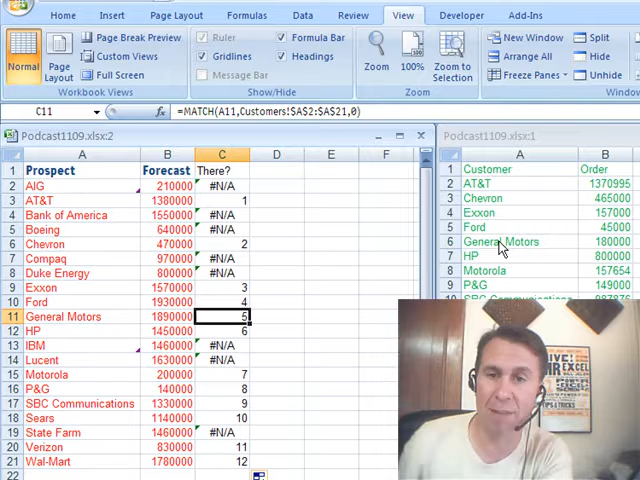 Home Insert Page Layout Formulas Data Review View Developer Add-Ins
Normal
Page Layout
Page Break Preview
Custom Views
Full Screen
Ruler
Gridlines
Message Bar
Formula Bar
Headings
Show/Hide
Zoom
100%
Zoom to Selection
Zoom
New Window
Arrange All
Freeze Panes
Split
Hide
Unhide
C11 =MATCH(A11,Customers!$A$2:$A$21,0)
Podcast1109.xlsx:2
A B C D E F
1 Prospect Forecast There?
2 AIG 210000 #N/A
3 AT&T 1380000 1
4 Bank of America 1550000 #N/A
5 Boeing 640000 #N/A
6 Chevron 470000 2
7 Compaq 970000 #N/A
8 Duke Energy 800000 #N/A
9 Exxon 1570000 3
10 Ford 1930000 4
11 General Motors 1890000 5
12 HP 1450000 6
13 IBM 1460000 #N/A
14 Lucent 1630000 #N/A
15 Motorola 200000 7
16 P&G 140000 8
17 SBC Communications 1330000 9
18 Sears 1140000 10
19 State Farm 1460000 #N/A
20 Verizon 830000 11
21 Wal-Mart 1780000 12
22
Podcast1109.xlsx:1
A B
1 Customer Order
2 AT&T 1370995
3 Chevron 465000
4 Exxon 157000
5 Ford 45000
6 General Motors 180000
7 HP 800000
8 Motorola 157654
9 P&G 149000
10 SBC Communications 987876
LIVE!
MR EXCEL